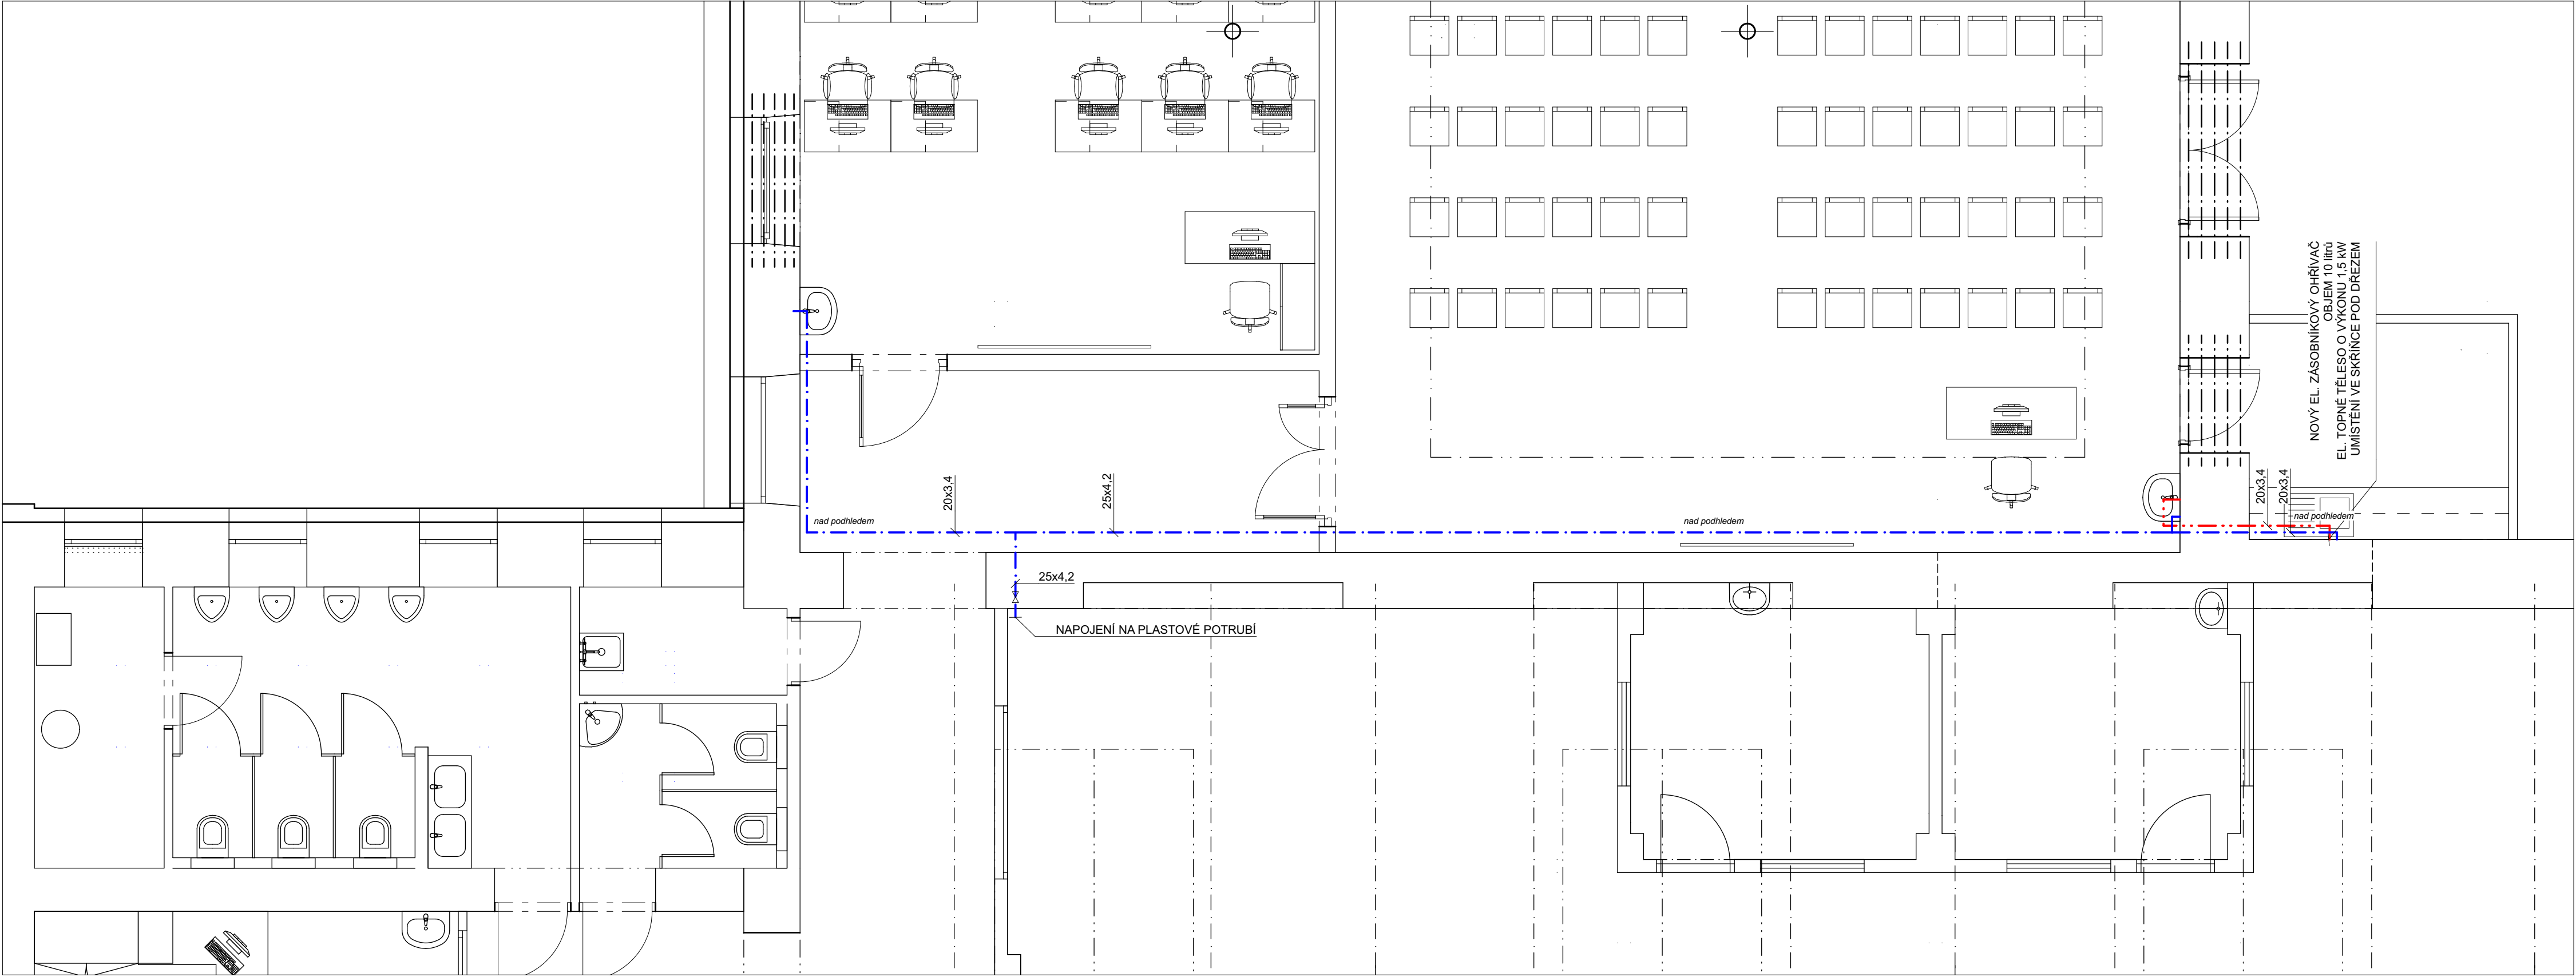 NOVÝ EL. ZÁSOBNÍKOVÝ OHŘÍVAČ
OBJEM 10 litrů
EL. TOPNÉ TĚLESO O VÝKONU 1,5 kW
UMÍSTĚNÍ VE SKŘÍŇCE POD DŘEZEM
20x3,4
25x4,2
20x3,4
20x3,4
nad podhledem
nad podhledem
nad podhledem
25x4,2
NAPOJENÍ NA PLASTOVÉ POTRUBÍ